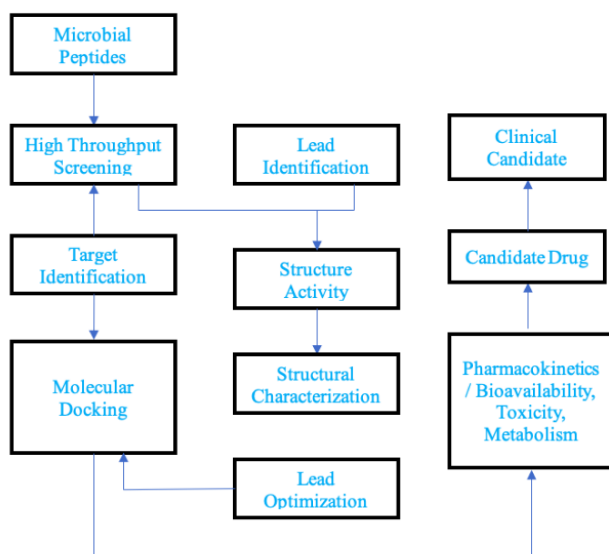 Microbial
Peptides
High Throughput
Screening
Lead
Identification
Clinical
Candidate
Target
Identification
Structure
Activity
Candidate Drug
Molecular
Docking
Structural
Characterization
Pharmacokinetics
/ Bioavailability,
Toxicity,
Metabolism
Lead
Optimization